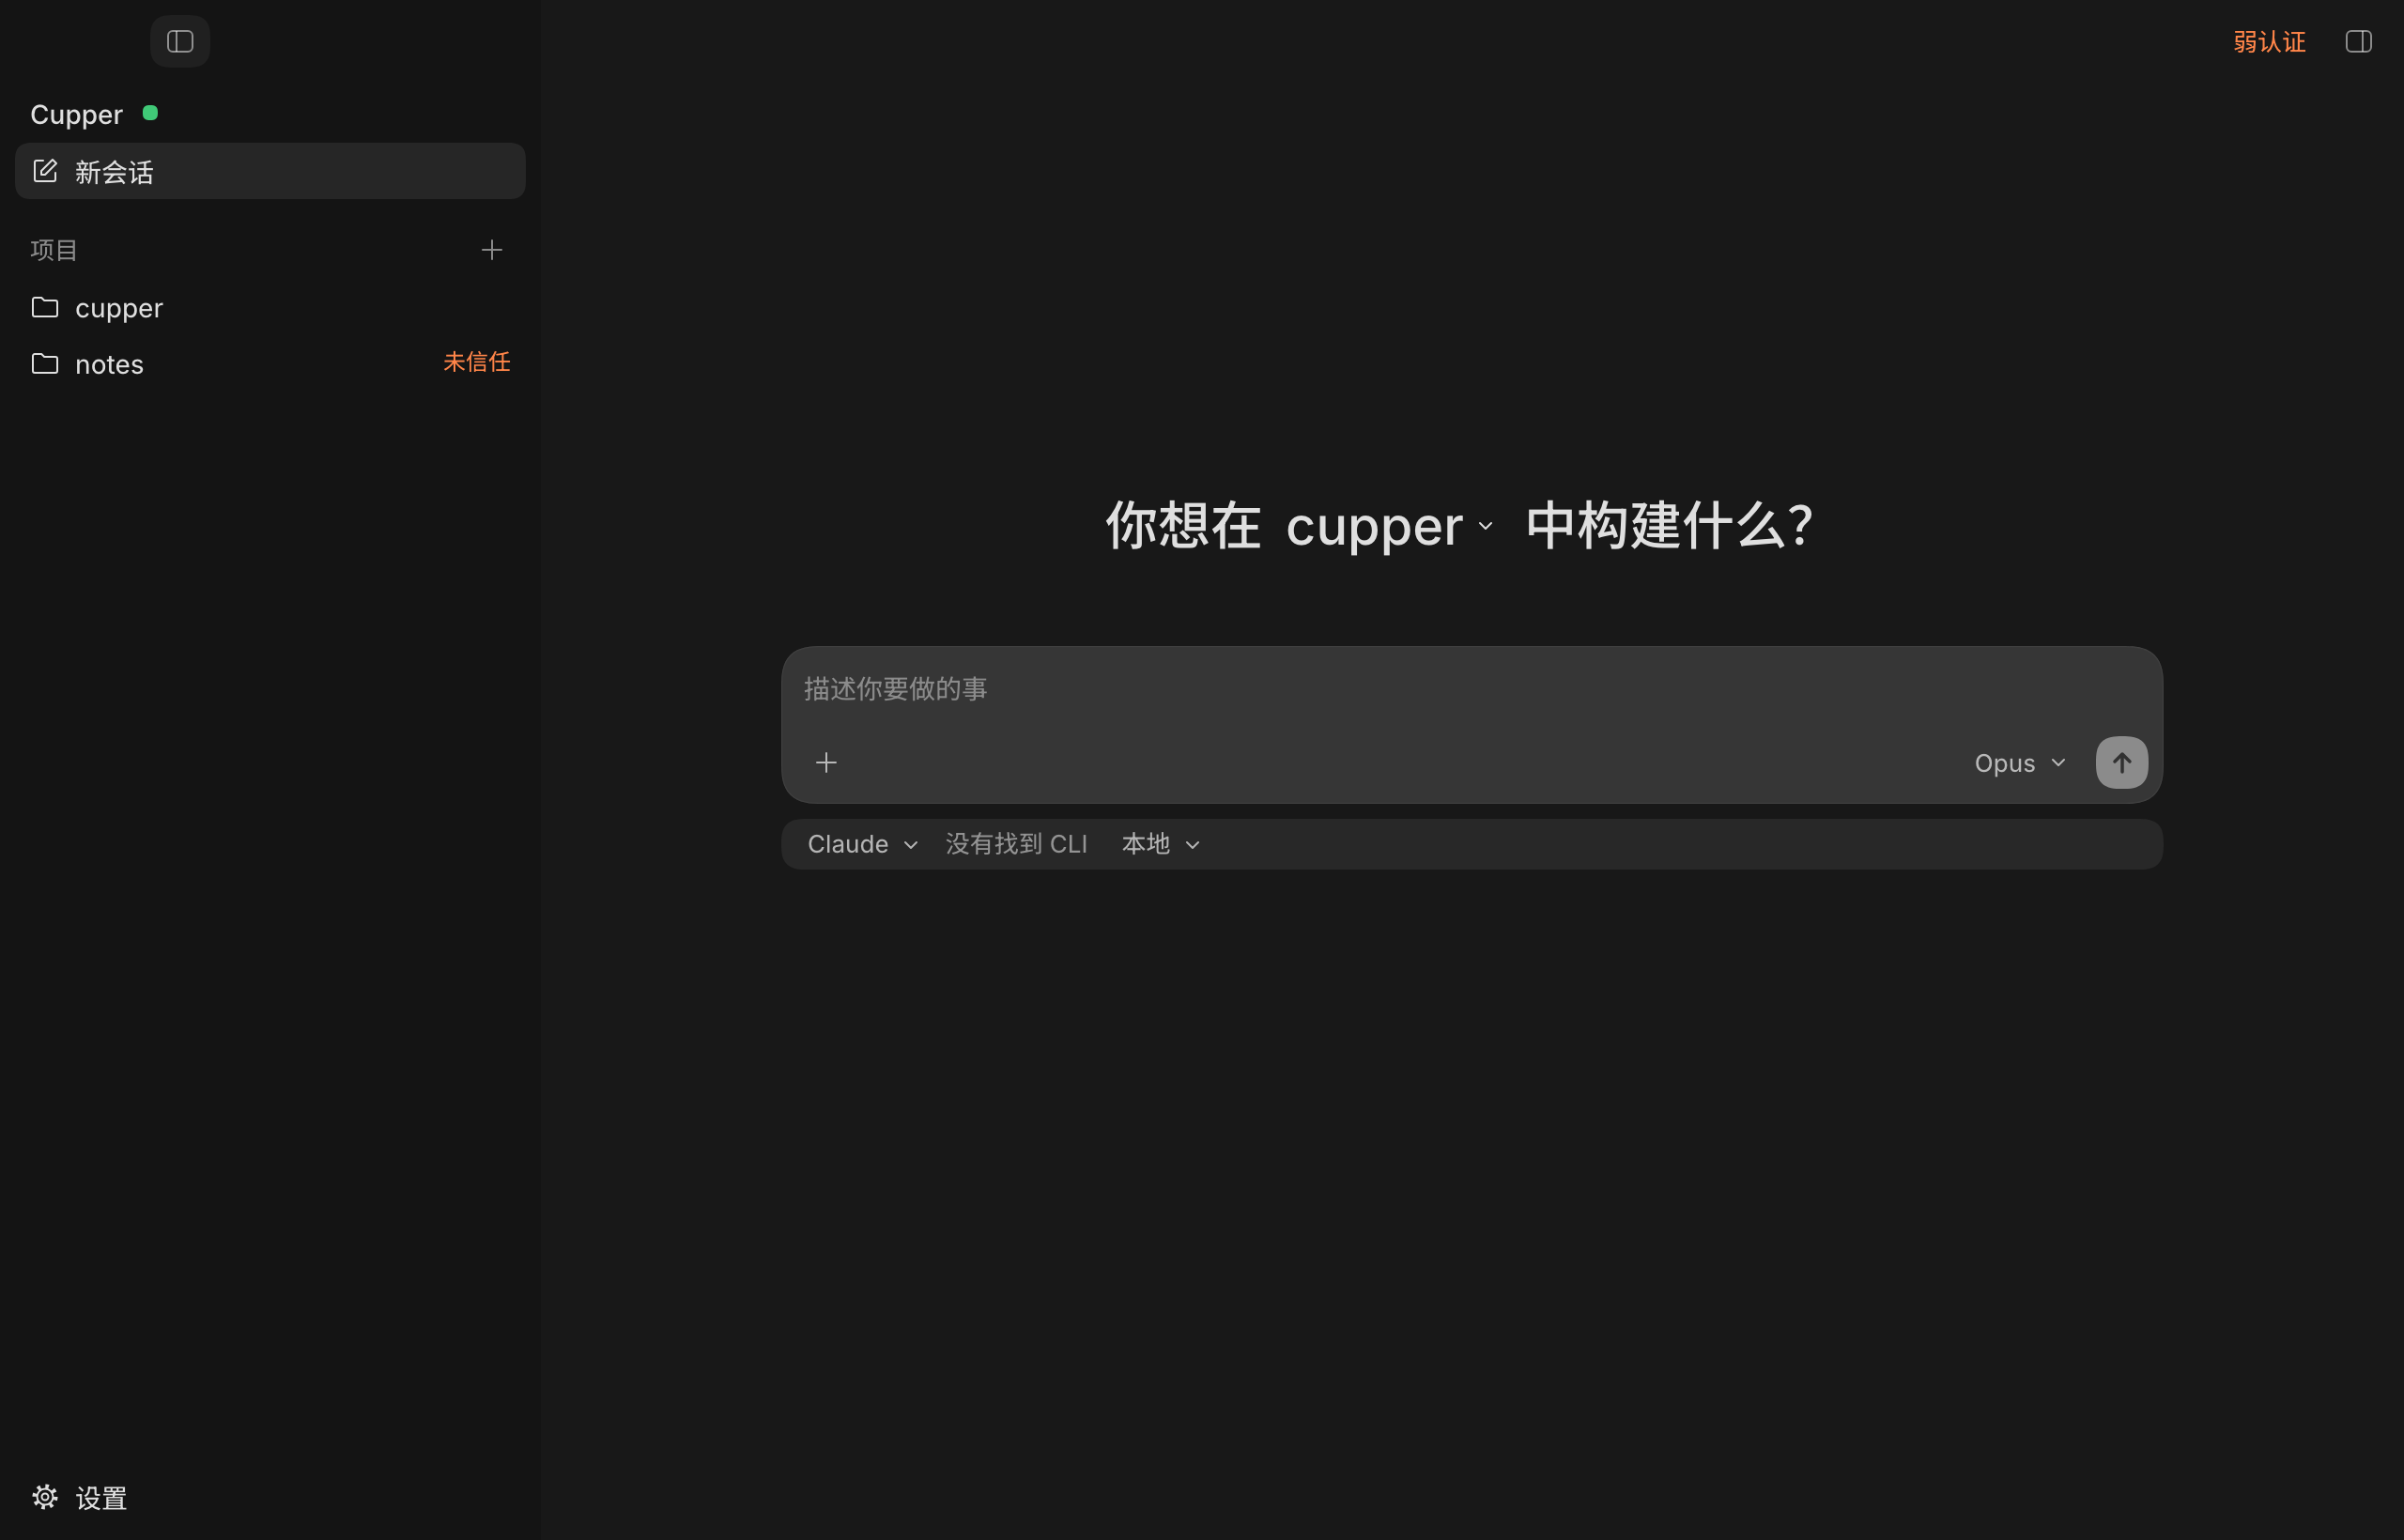 弱认证
Cupper
新会话
项目
cupper
notes 未信任
你想在 cupper 中构建什么？
描述你要做的事
Opus
Claude 没有找到 CLI 本地
设置